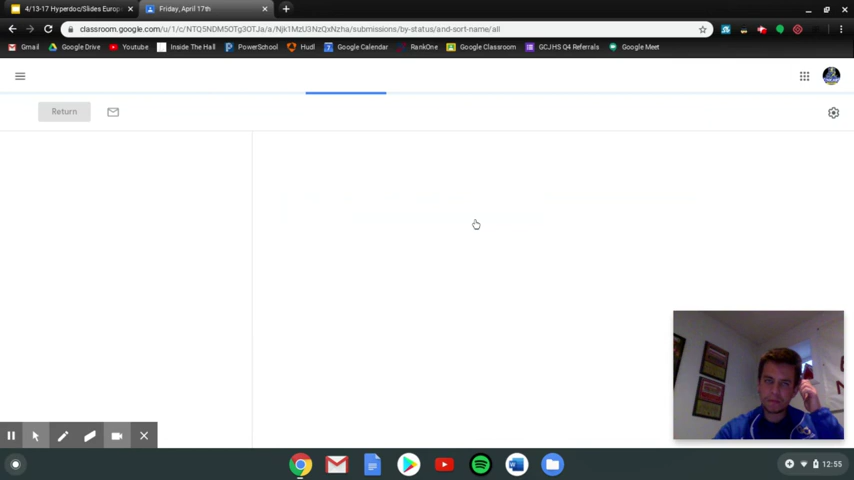 4/13-17 Hyperdoc/Slides Europ
Friday, April 17th
classroom.google.com/u/1/c/NTQ5NDM5OTg3OTJa/a/Njk1MzU3NzQxNzha/submissions/by-status/and-sort-name/all
Gmail Google Drive Youtube Inside The Hall PowerSchool Hudl Google Calendar RankOne Google Classroom GCJHS Q4 Referrals Google Meet
Return
12:55